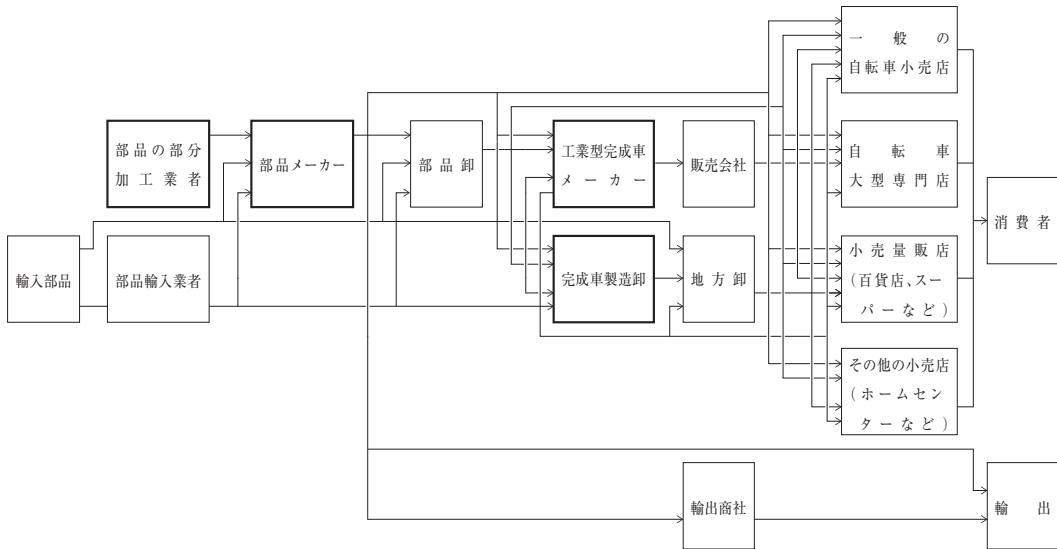 一般の
自転車小売店
部品の部分
加工業者
部品メーカー
部品卸
工業型完成車
メーカー
販売会社
自転車
大型専門店
消費者
輸入部品
部品輸入業者
完成車製造卸
地方卸
小売量販店
(百貨店、スー
パーなど)
その他の小売店
(ホームセン
ターなど)
輸出商社
輸出